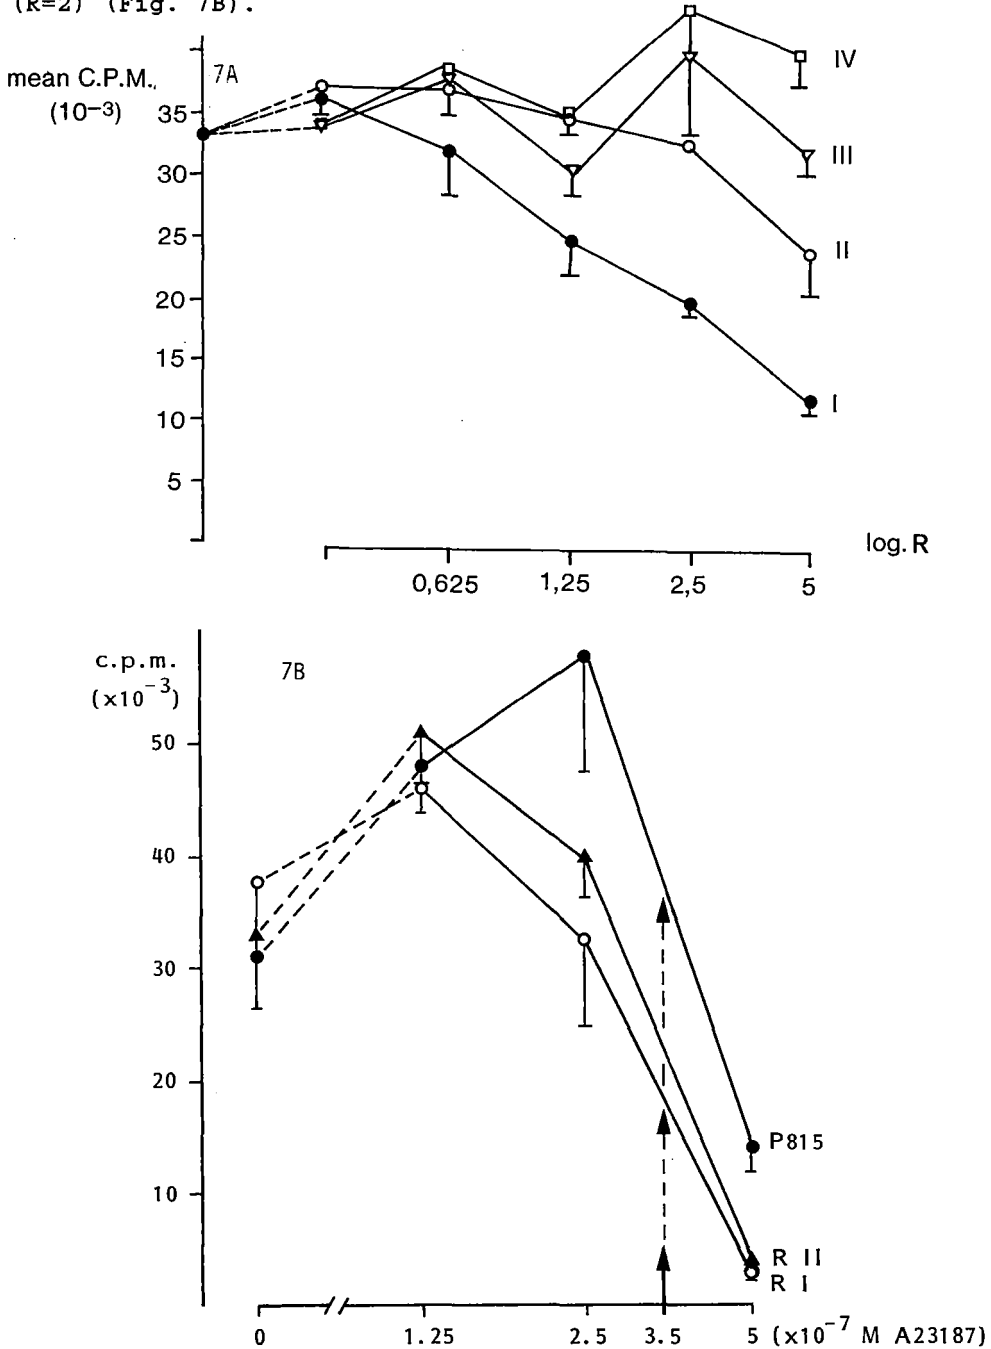 (R=2) (Fig. 7B).
mean C.P.M.,
(10−3)
7A
35
30
25
20
15
10
5
IV
III
II
I
log. R
0,625
1,25
2,5
5
c.p.m.
(x10⁻³)
7B
50
40
30
20
10
P815
R II
R I
0
1.25
2.5
3.5
5 (x10⁻⁷ M A23187)